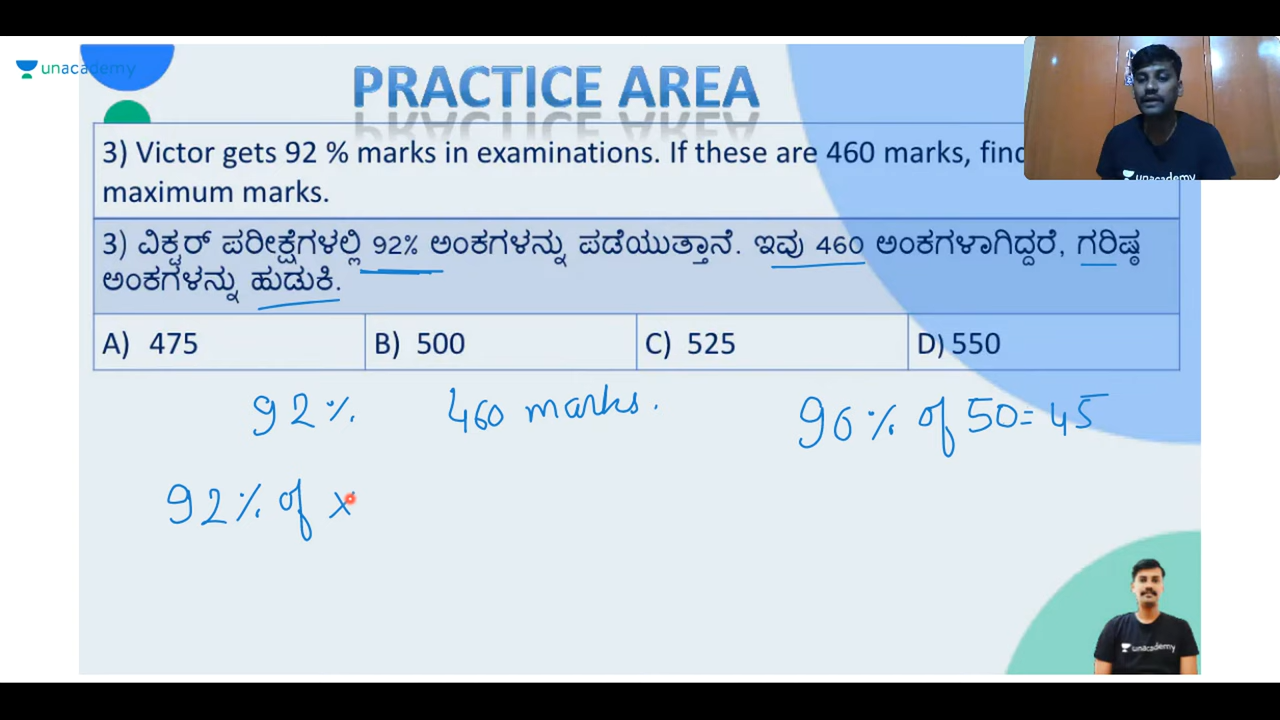 unacademy
PRACTICE AREA
3) Victor gets 92 % marks in examinations. If these are 460 marks, find
maximum marks.
3) ವಿಕ್ಟರ್ ಪರೀಕ್ಷೆಗಳಲ್ಲಿ 92% ಅಂಕಗಳನ್ನು ಪಡೆಯುತ್ತಾನೆ. ಇವು 460 ಅಂಕಗಳಾಗಿದ್ದರೆ, ಗರಿಷ್ಠ
ಅಂಕಗಳನ್ನು ಹುಡುಕಿ.
A) 475 B) 500 C) 525 D) 550
92% 460 marks. 90% of 50=45
92% of x
unacademy
unacademy